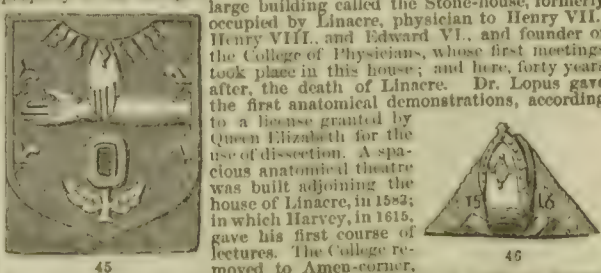 large building called the Stone-house, formerly
occupied by Linacre, physician to Henry VII.
Henry VIII., and Edward VI., and founder of
the College of Physicians, whose first meetings
took place in this house; and here, forty years
after, the death of Linacre. Dr. Lopus gave
the first anatomical demonstrations, according
to a license granted by
Queen Elizabeth for the
use of dissection. A spa-
cious anatomical theatre
was built adjoining the
house of Linacre, in 1583;
in which Harvey, in 1615,
gave his first course of
lectures. The College re-
moved to Amen-corner,
15 16
45
46